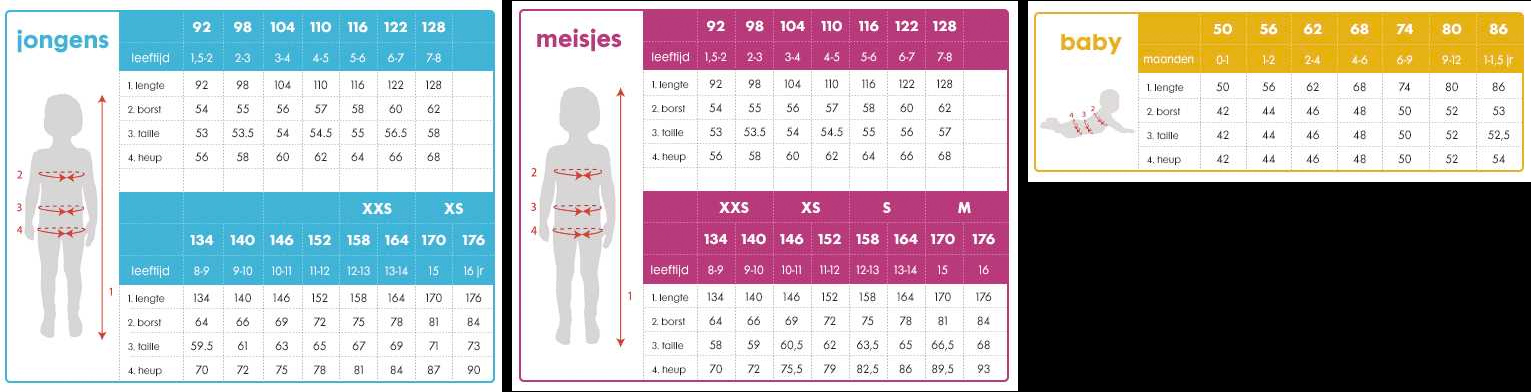 jongens
92 98 104 110 116 122 128
leeftijd 1,5-2 2-3 3-4 4-5 5-6 6-7 7-8
1. lengte 92 98 104 110 116 122 128
2. borst 54 55 56 57 58 60 62
3. taille 53 53.5 54 54.5 55 56.5 58
4. heup 56 58 60 62 64 66 68
XXS XS
134 140 146 152 158 164 170 176
leeftijd 8-9 9-10 10-11 11-12 12-13 13-14 15 16 jr
1. lengte 134 140 146 152 158 164 170 176
2. borst 64 66 69 72 75 78 81 84
3. taille 59.5 61 63 65 67 69 71 73
4. heup 70 72 75 78 81 84 87 90
2
3
4
1
meisjes
92 98 104 110 116 122 128
leeftijd 1,5-2 2-3 3-4 4-5 5-6 6-7 7-8
1. lengte 92 98 104 110 116 122 128
2. borst 54 55 56 57 58 60 62
3. taille 53 53.5 54 54.5 55 56 57
4. heup 56 58 60 62 64 66 68
XXS XS S M
134 140 146 152 158 164 170 176
leeftijd 8-9 9-10 10-11 11-12 12-13 13-14 15 16
1. lengte 134 140 146 152 158 164 170 176
2. borst 64 66 69 72 75 78 81 84
3. taille 58 59 60,5 62 63,5 65 66,5 68
4. heup 70 72 75,5 79 82,5 86 89,5 93
2
3
4
1
baby
50 56 62 68 74 80 86
maanden 0-1 1-2 2-4 4-6 6-9 9-12 1-1,5 jr
1. lengte 50 56 62 68 74 80 86
2. borst 42 44 46 48 50 52 53
3. taille 42 44 46 48 50 52 52,5
4. heup 42 44 46 48 50 52 54
4 3 2